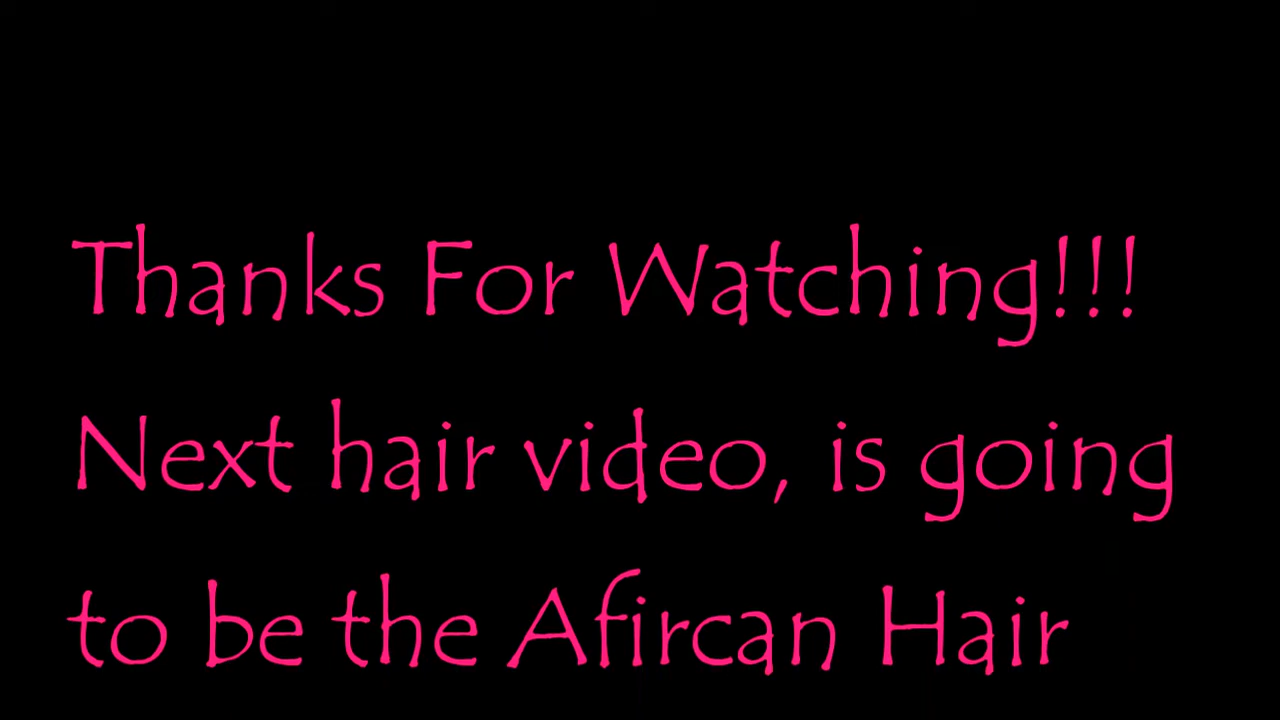 Thanks For Watching!!!
Next hair video, is going
to be the Afircan Hair